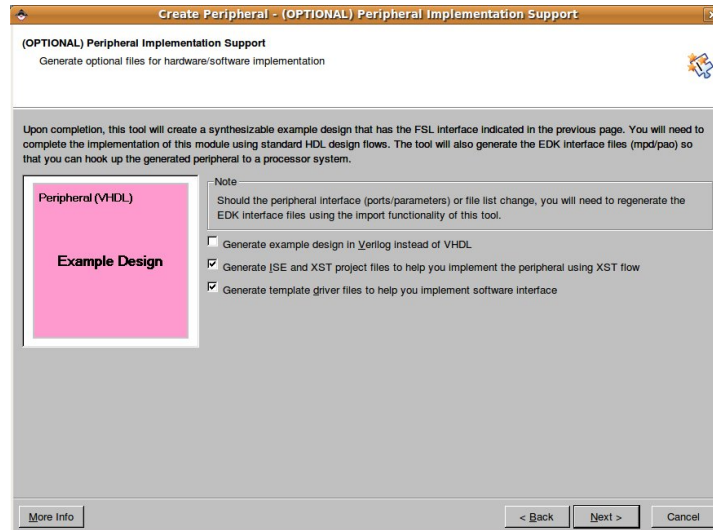 Create Peripheral - (OPTIONAL) Peripheral Implementation Support
(OPTIONAL) Peripheral Implementation Support
Generate optional files for hardware/software implementation
Upon completion, this tool will create a synthesizable example design that has the FSL interface indicated in the previous page. You will need to
complete the implementation of this module using standard HDL design flows. The tool will also generate the EDK interface files (mpd/pao) so
that you can hook up the generated peripheral to a processor system.
Peripheral (VHDL)
Example Design
Note
Should the peripheral interface (ports/parameters) or file list change, you will need to regenerate the
EDK interface files using the import functionality of this tool.
Generate example design in Verilog instead of VHDL
Generate ISE and XST project files to help you implement the peripheral using XST flow
Generate template driver files to help you implement software interface
More Info
< Back
Next >
Cancel